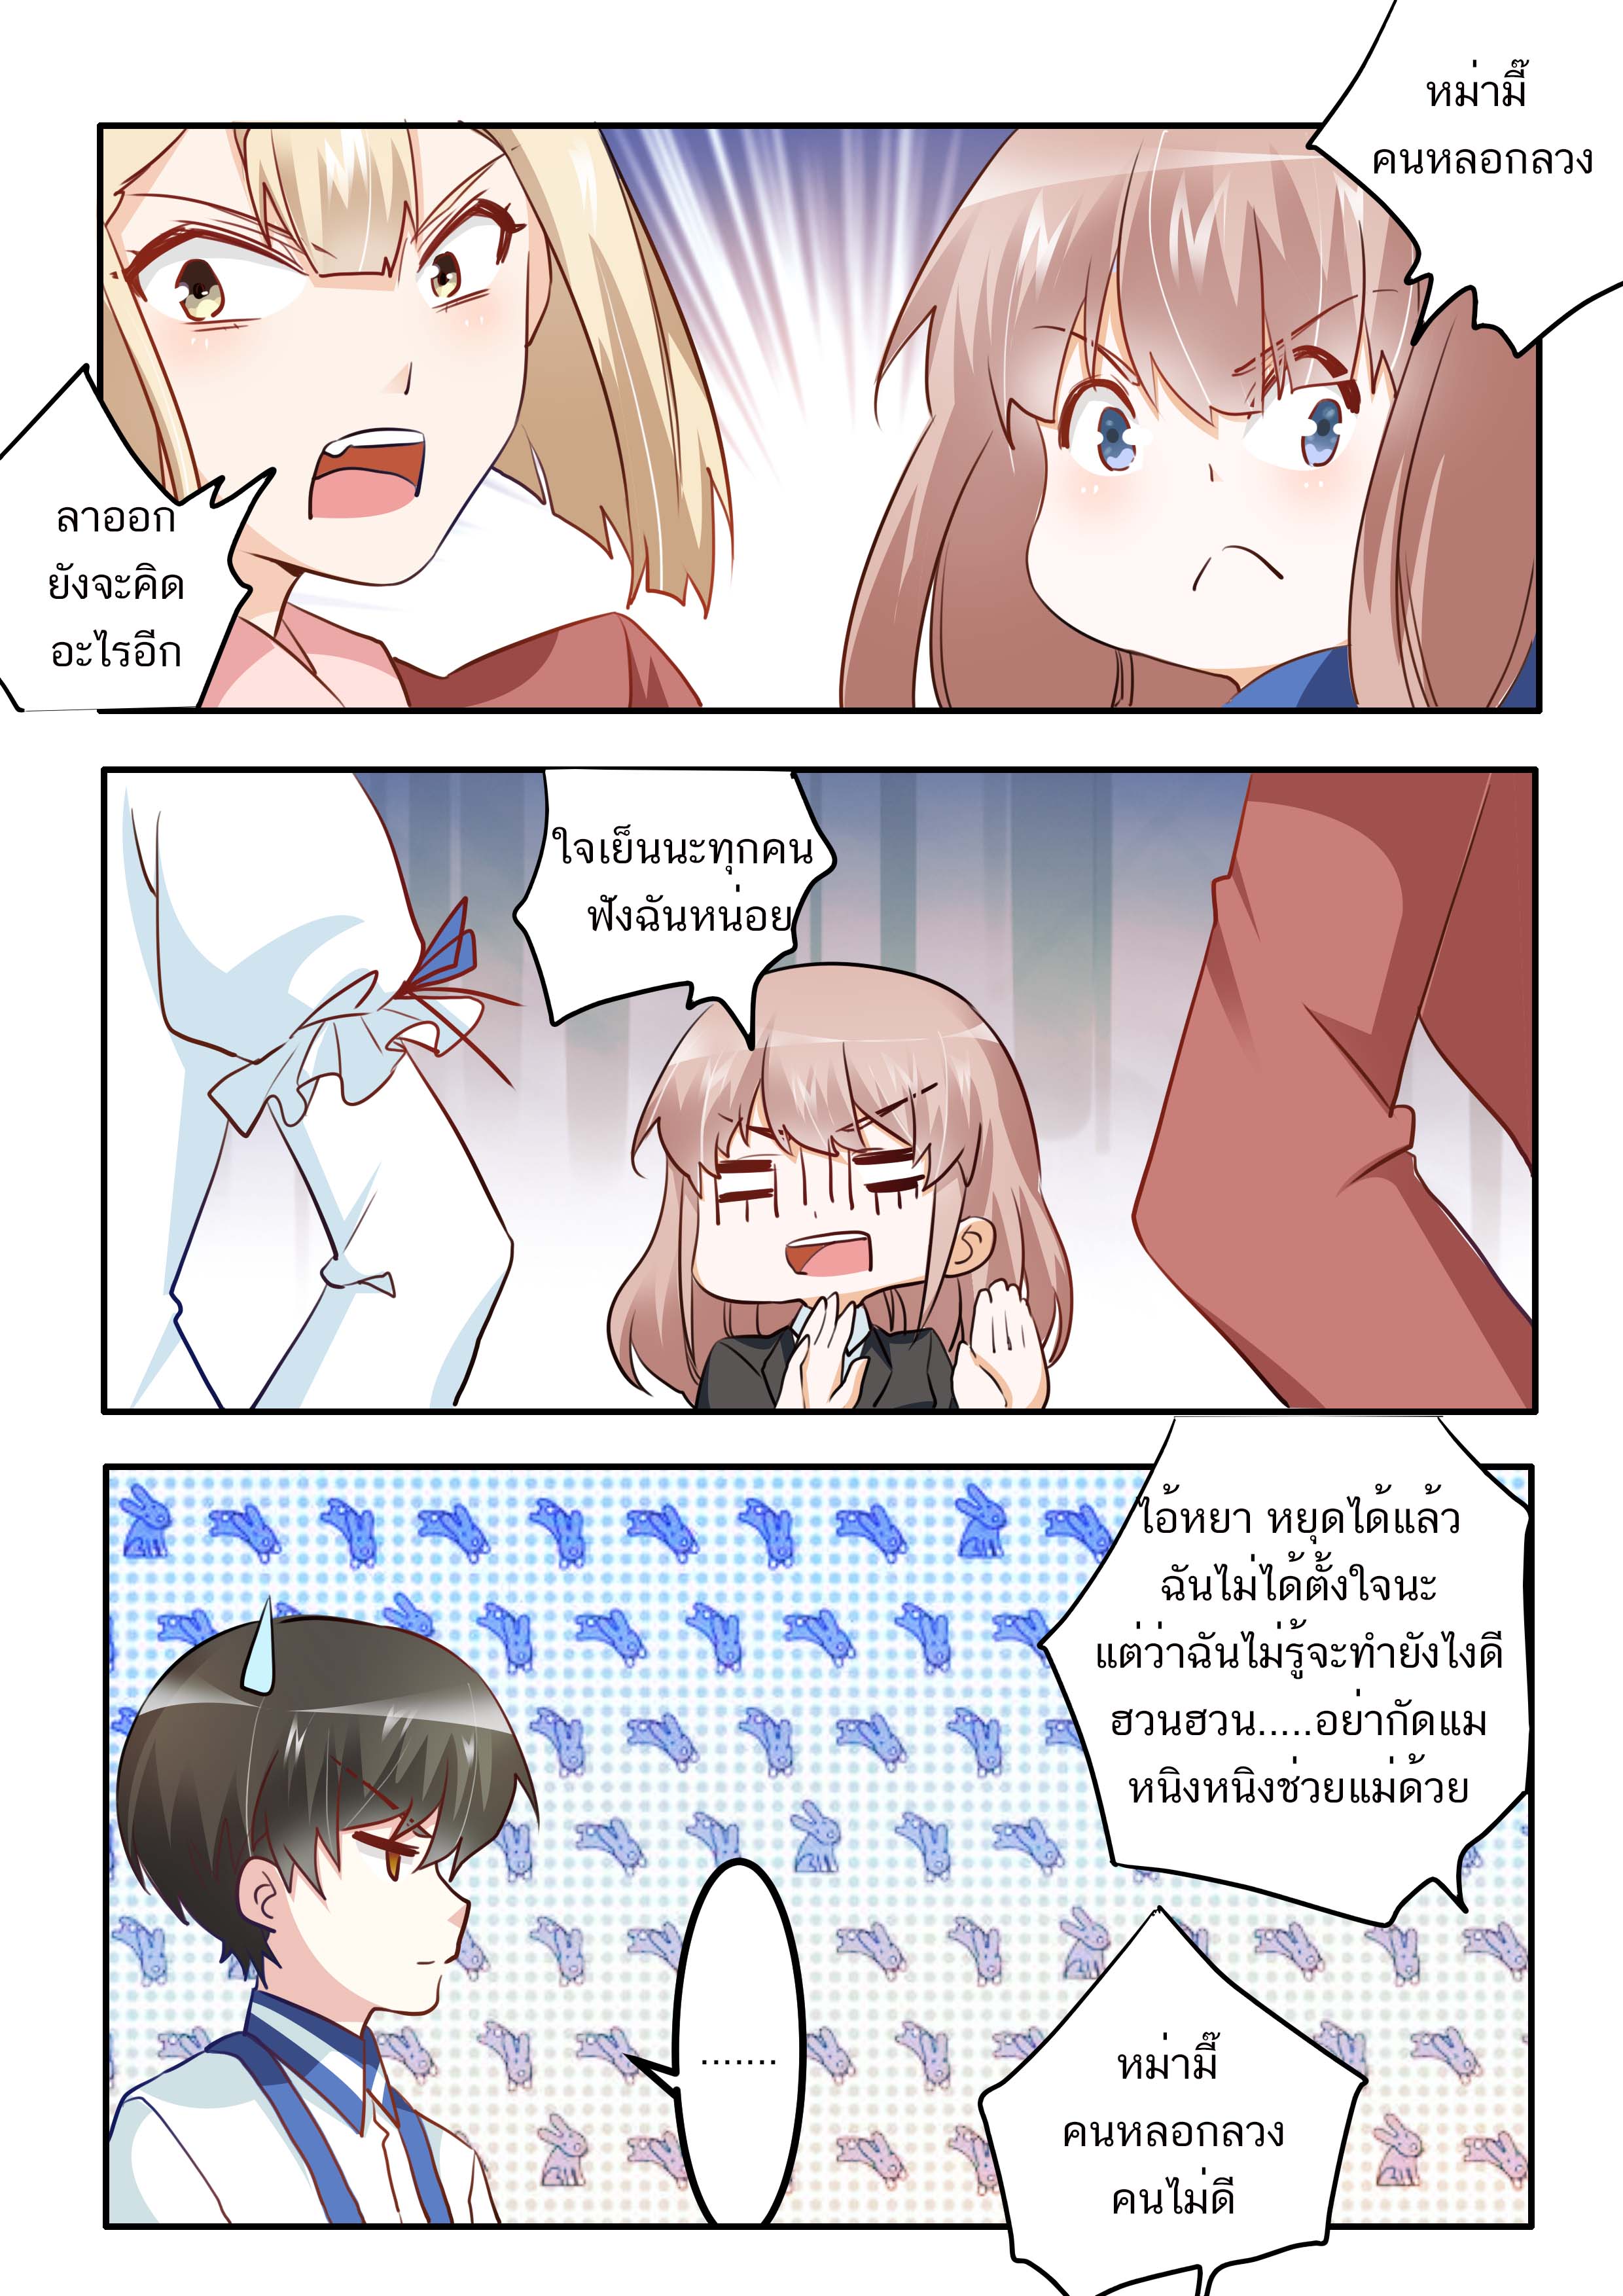 หม่ามี๊
คนหลอกลวง
ลาออก
ยังจะคิด
อะไรอีก
ใจเย็นนะทุกคน
ฟังฉันหน่อย
ไอ้หยา หยุดได้แล้ว
ฉันไม่ได้ตั้งใจนะ
แต่ว่าฉันไม่รู้จะทำยังไงดี
ฮวนฮวน.....อย่ากัดแม
หนิงหนิงช่วยแม่ด้วย
.......
หม่ามี๊
คนหลอกลวง
คนไม่ดี